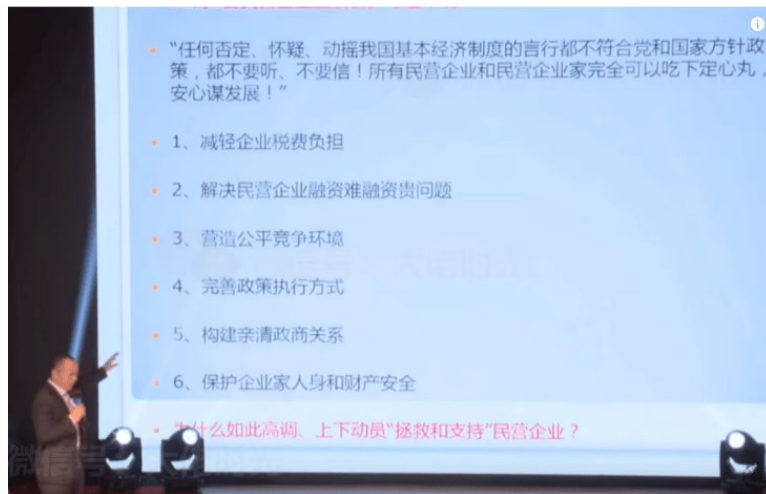 “任何否定、怀疑、动摇我国基本经济制度的言行都不符合党和国家方针政
策，都不要听、不要信！所有民营企业和民营企业家完全可以吃下定心丸，
安心谋发展！”
1、减轻企业税费负担
2、解决民营企业融资难融资贵问题
3、营造公平竞争环境
4、完善政策执行方式
5、构建亲清政商关系
6、保护企业家人身和财产安全
为什么如此高调、上下动员“拯救和支持”民营企业？
微信号